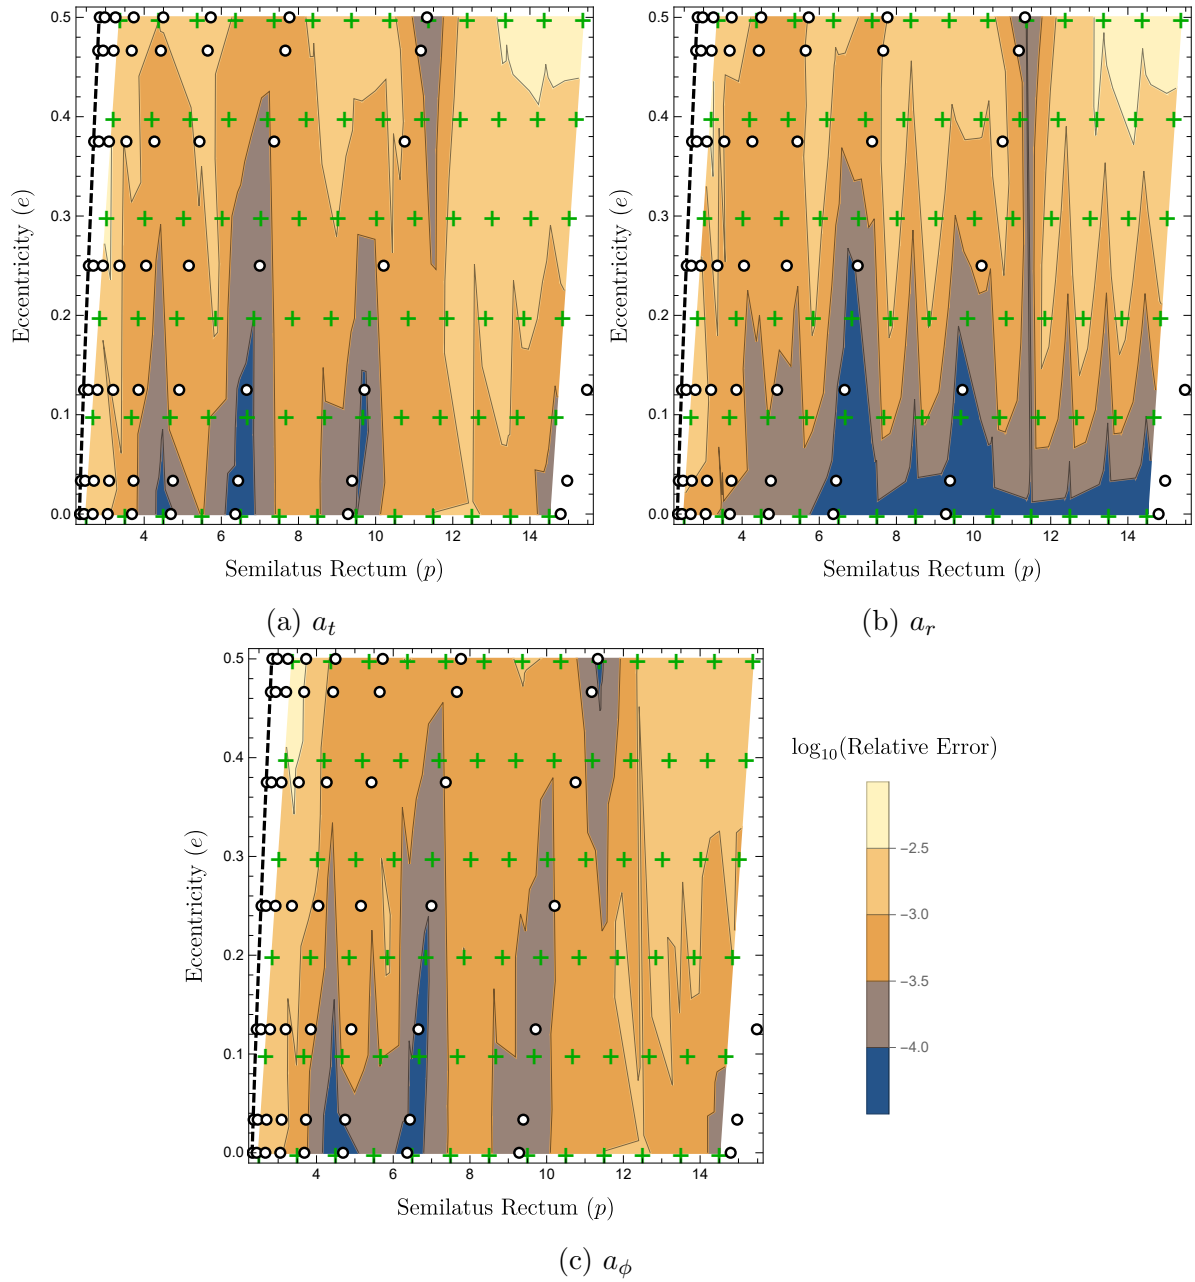 0.5
0.4
0.3
0.2
0.1
0.0
Eccentricity (e)
4 6 8 10 12 14
Semilatus Rectum (p)
(a) a_t
0.5
0.4
0.3
0.2
0.1
0.0
Eccentricity (e)
4 6 8 10 12 14
Semilatus Rectum (p)
(b) a_r
0.5
0.4
0.3
0.2
0.1
0.0
Eccentricity (e)
4 6 8 10 12 14
Semilatus Rectum (p)
(c) a_ϕ
log₁₀(Relative Error)
−2.5
−3.0
−3.5
−4.0